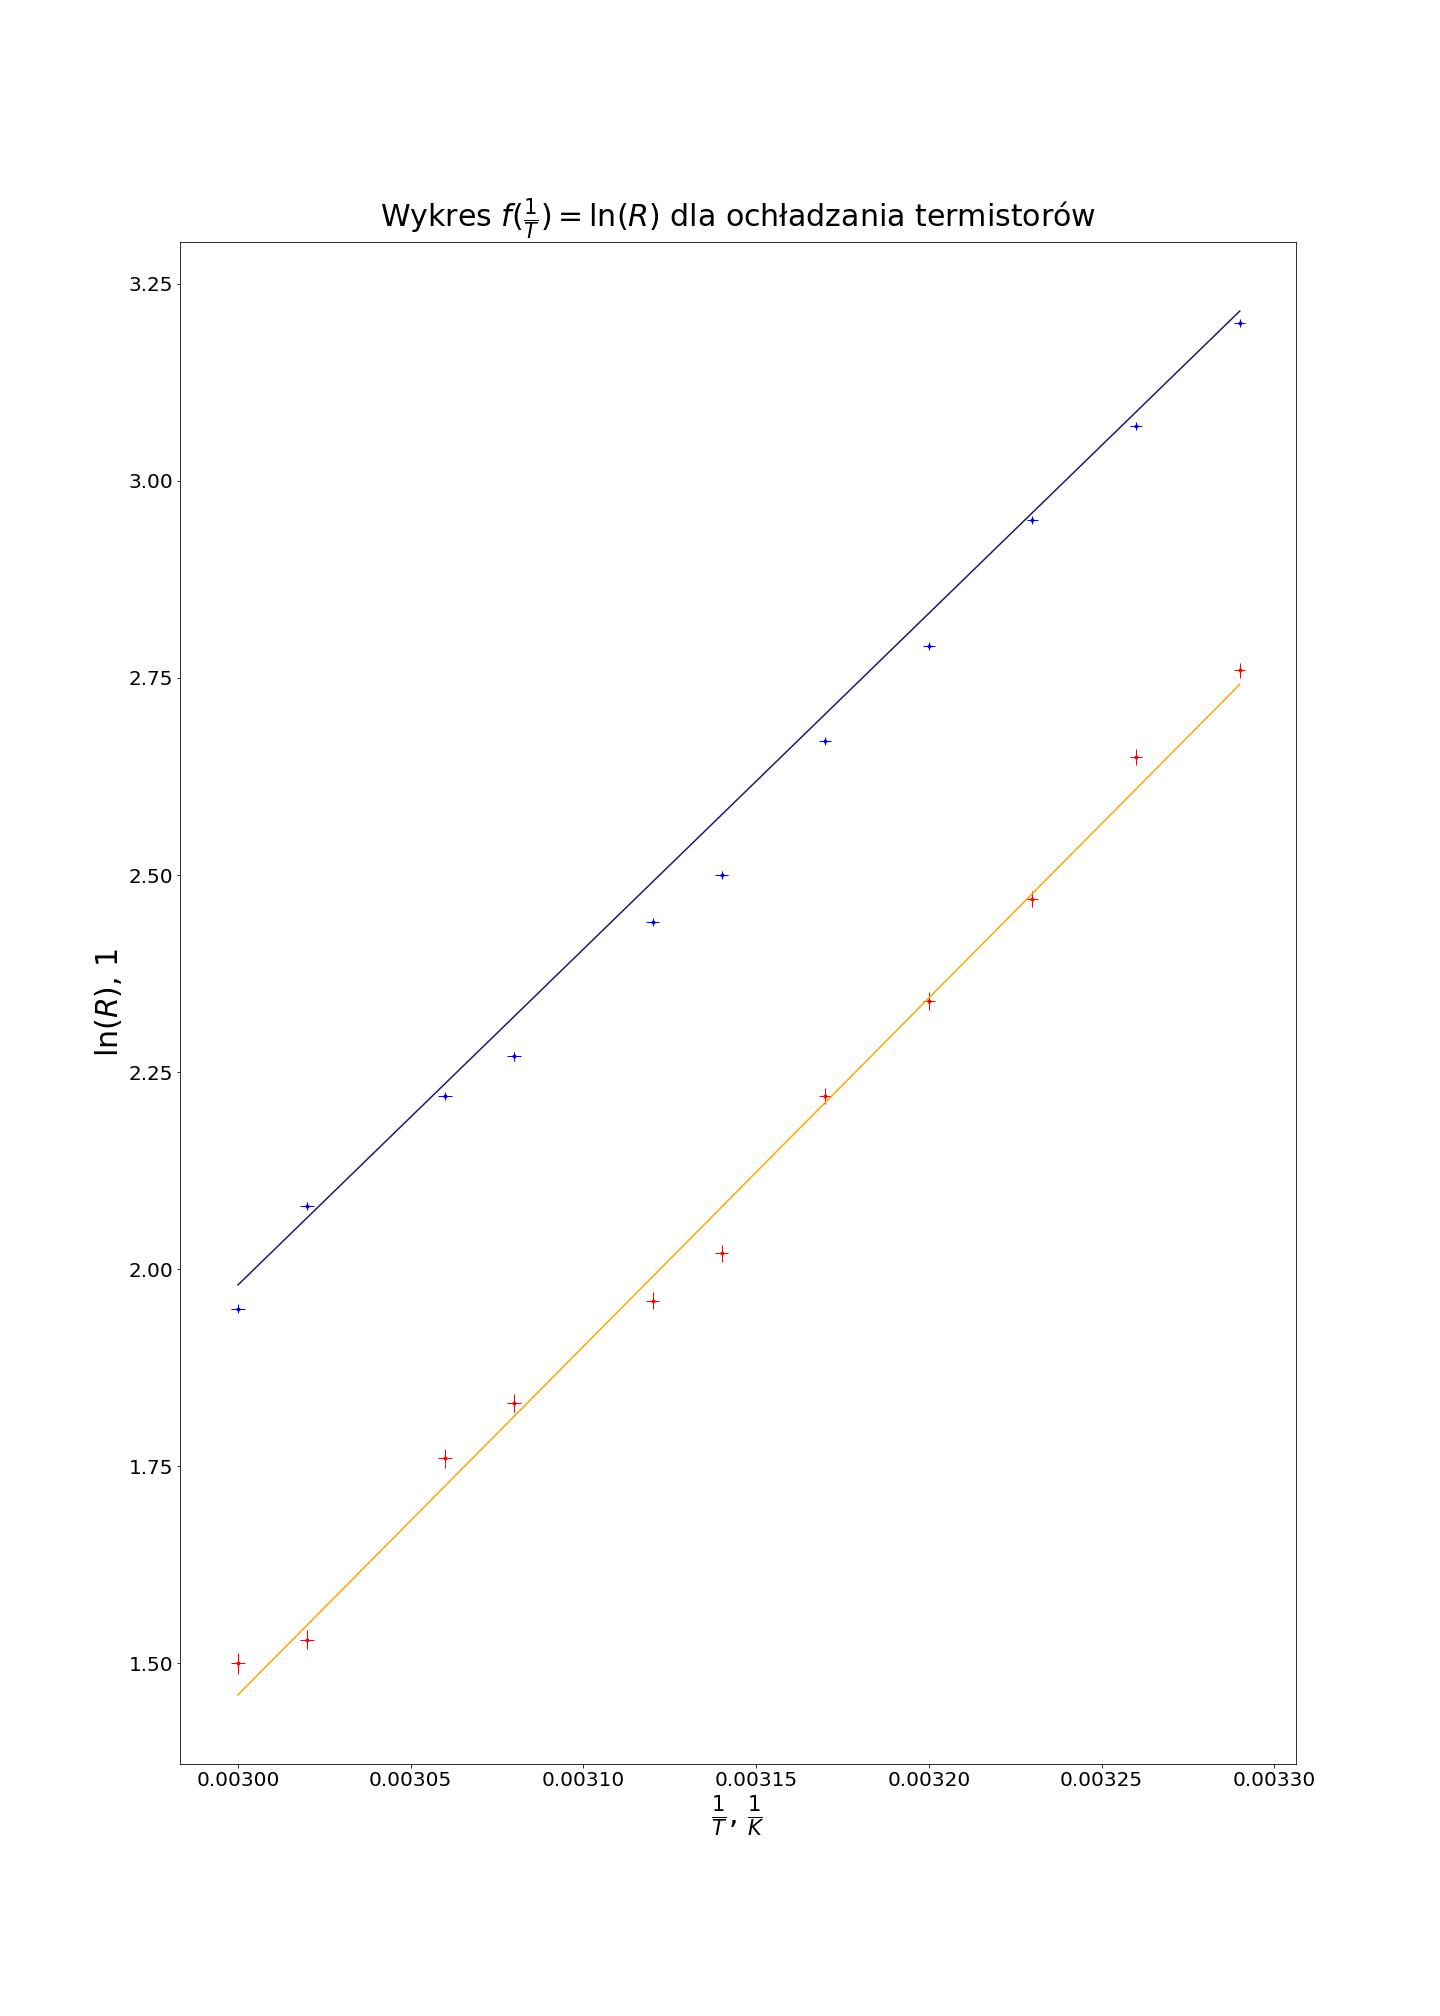 Wykres f(1/T) = ln(R) dla ochładzania termistorów
3.25
3.00
2.75
2.50
2.25
2.00
1.75
1.50
ln(R), 1
0.00300 0.00305 0.00310 0.00315 0.00320 0.00325 0.00330
1/T, 1/K